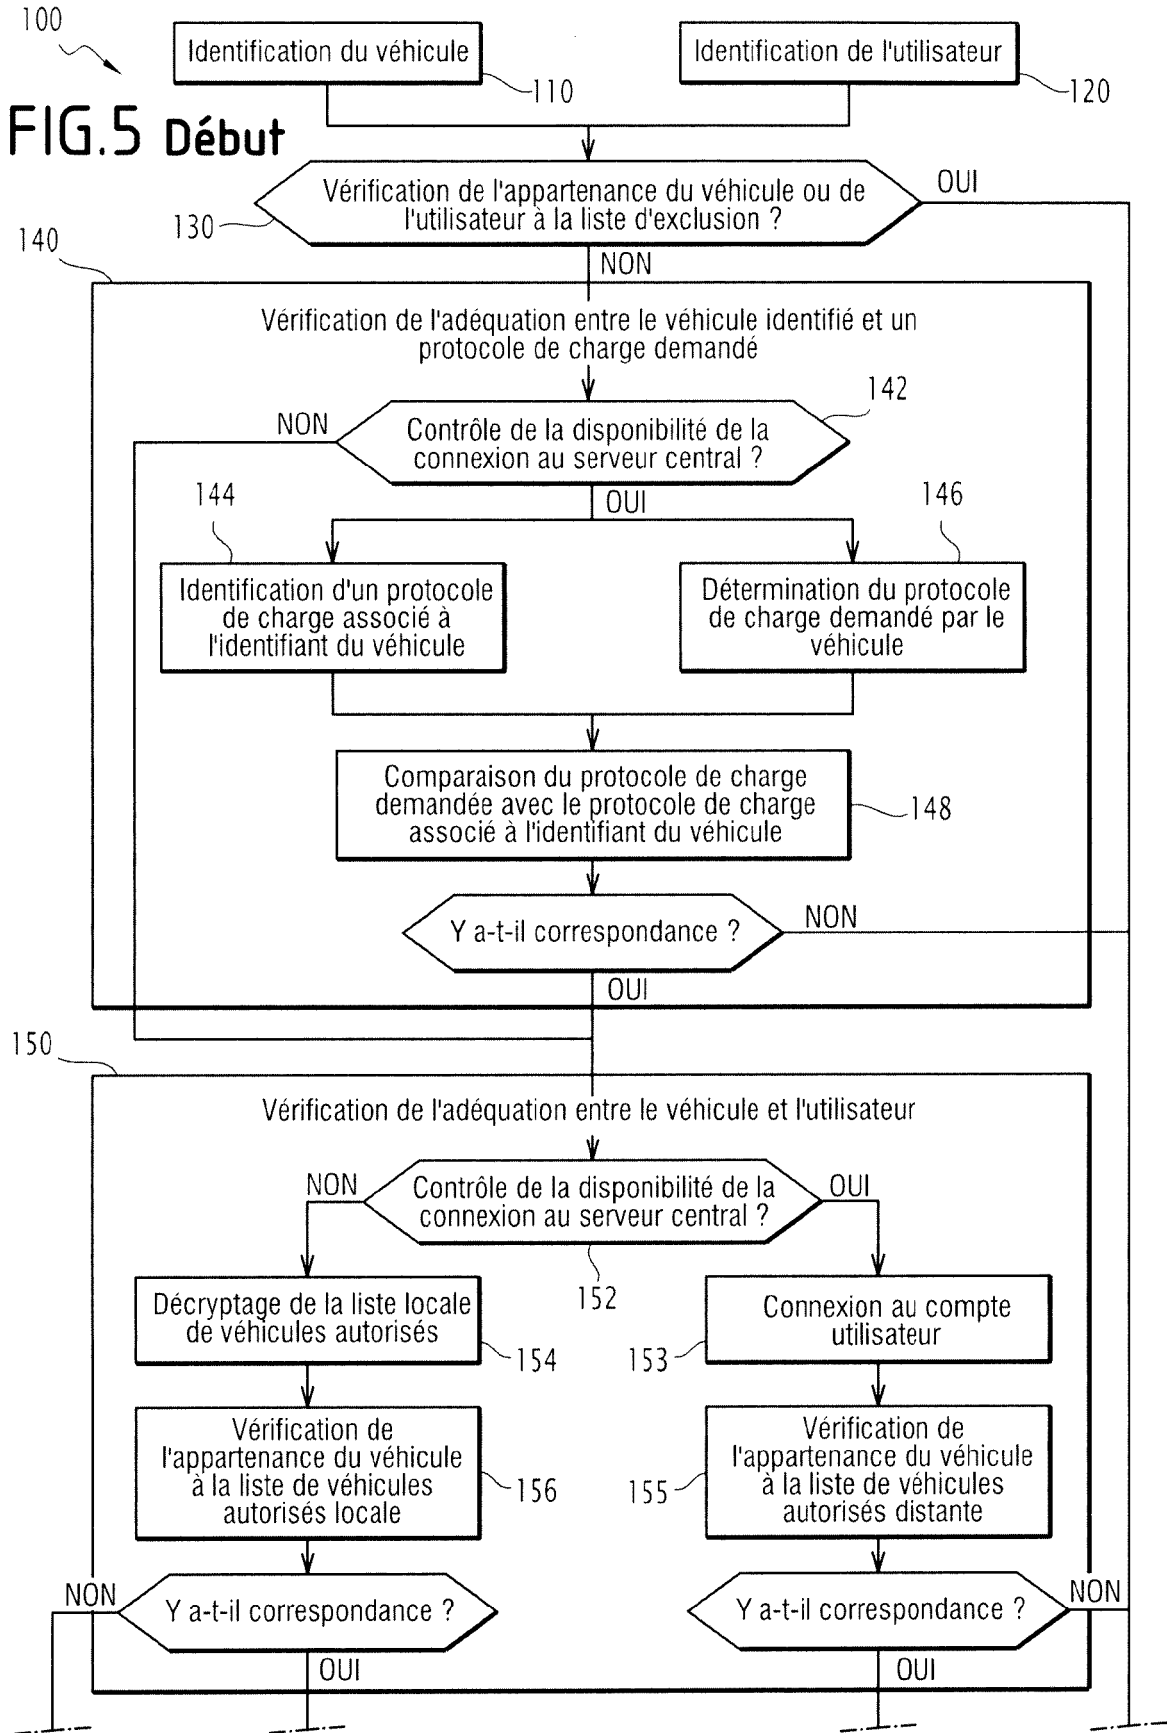 100
Identification du véhicule
110
Identification de l'utilisateur
120
FIG.5 Début
Vérification de l'appartenance du véhicule ou de
l'utilisateur à la liste d'exclusion ?
130
OUI
NON
140
Vérification de l'adéquation entre le véhicule identifié et un
protocole de charge demandé
142
NON
Contrôle de la disponibilité de la
connexion au serveur central ?
OUI
144
146
Identification d'un protocole
de charge associé à
l'identifiant du véhicule
Détermination du protocole
de charge demandé par le
véhicule
Comparaison du protocole de charge
demandée avec le protocole de charge
associé à l'identifiant du véhicule
148
Y a-t-il correspondance ?
NON
OUI
150
Vérification de l'adéquation entre le véhicule et l'utilisateur
NON
Contrôle de la disponibilité de la
connexion au serveur central ?
OUI
152
Décryptage de la liste locale
de véhicules autorisés
154
Connexion au compte
utilisateur
153
Vérification de
l'appartenance du véhicule
à la liste de véhicules
autorisés locale
156
Vérification de
l'appartenance du véhicule
à la liste de véhicules
autorisés distante
155
NON
Y a-t-il correspondance ?
OUI
Y a-t-il correspondance ?
NON
OUI